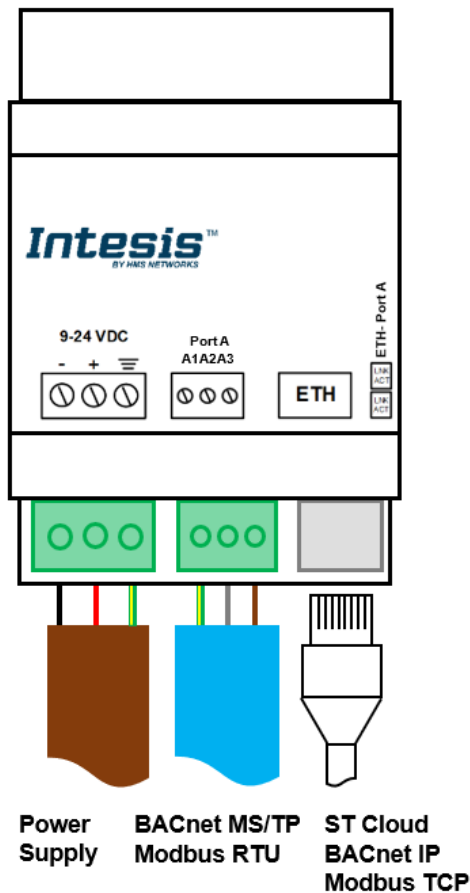 Intesis™
BY HMS NETWORKS
ETH- Port A
9-24 VDC
- +
Port A
A1A2A3
ETH
LNK
ACT
LNK
ACT
Power
Supply
BACnet MS/TP
Modbus RTU
ST Cloud
BACnet IP
Modbus TCP